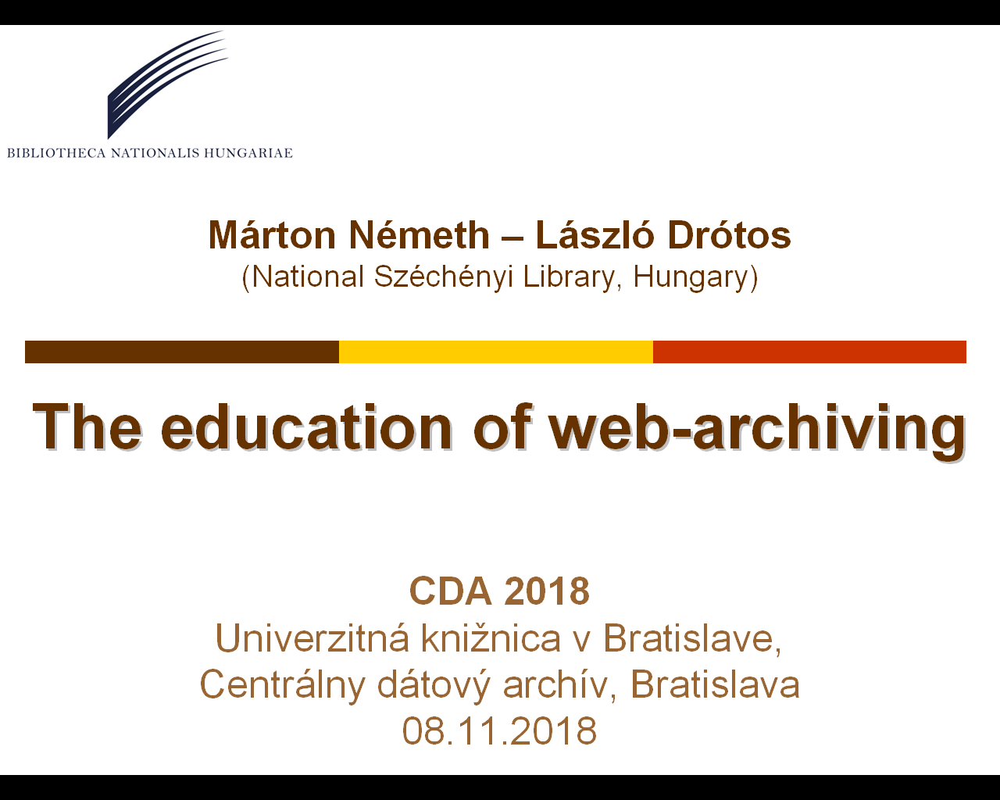 BIBLIOTHECA NATIONALIS HUNGARIAE
Márton Németh – László Drótos
(National Széchényi Library, Hungary)
The education of web-archiving
CDA 2018
Univerzitná knižnica v Bratislave,
Centrálny dátový archív, Bratislava
08.11.2018